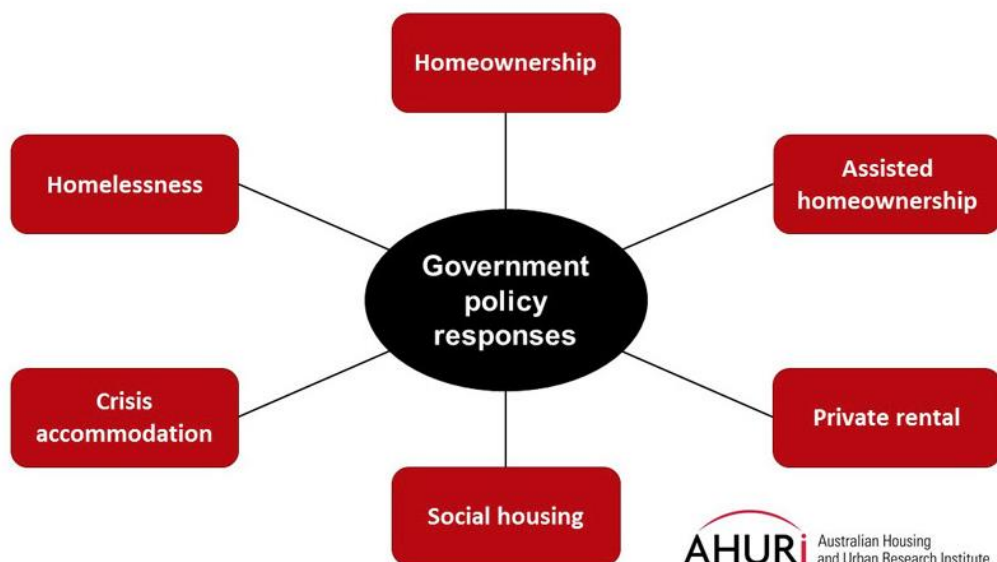 Homeownership
Homelessness
Assisted
homeownership
Government
policy
responses
Crisis
accommodation
Private rental
Social housing
AHURi
Australian Housing
and Urban Research Institute